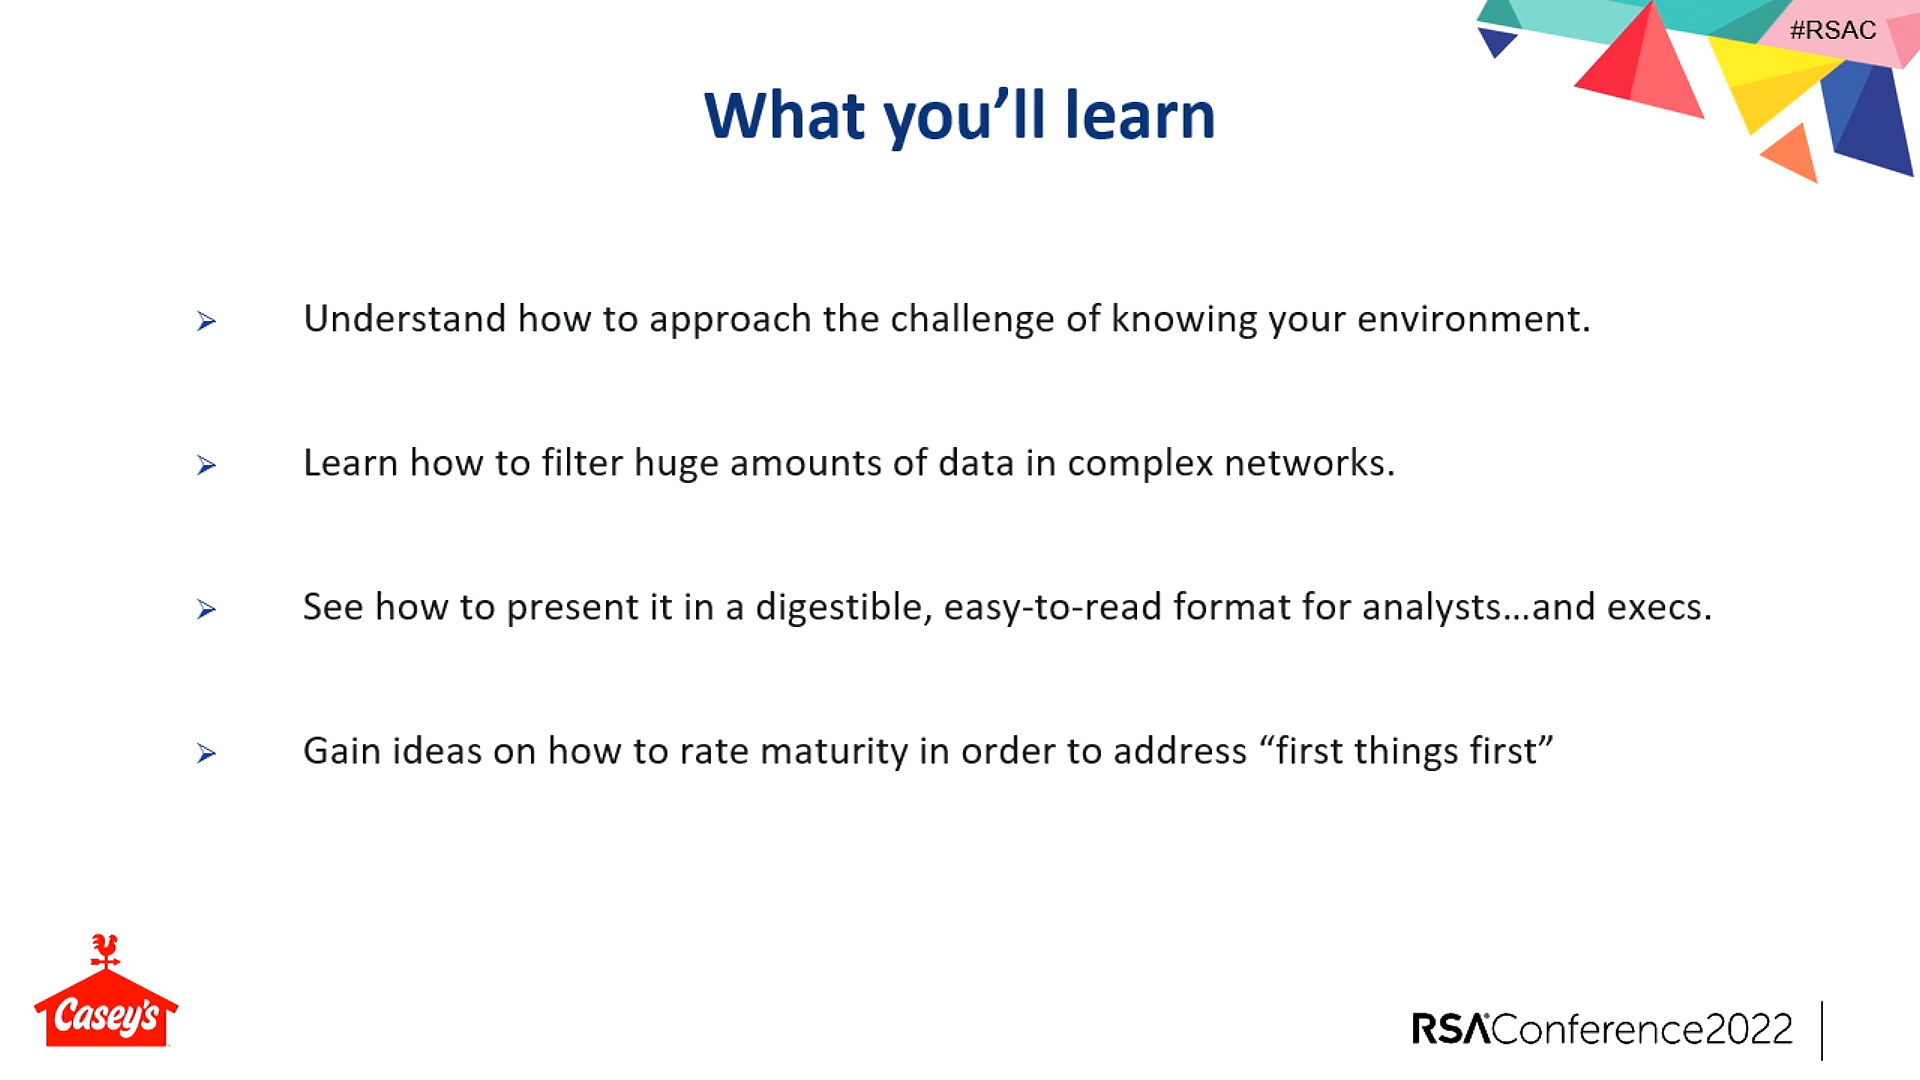 #RSAC
What you’ll learn
Understand how to approach the challenge of knowing your environment.
Learn how to filter huge amounts of data in complex networks.
See how to present it in a digestible, easy-to-read format for analysts…and execs.
Gain ideas on how to rate maturity in order to address “first things first”
Casey's
RSA Conference2022